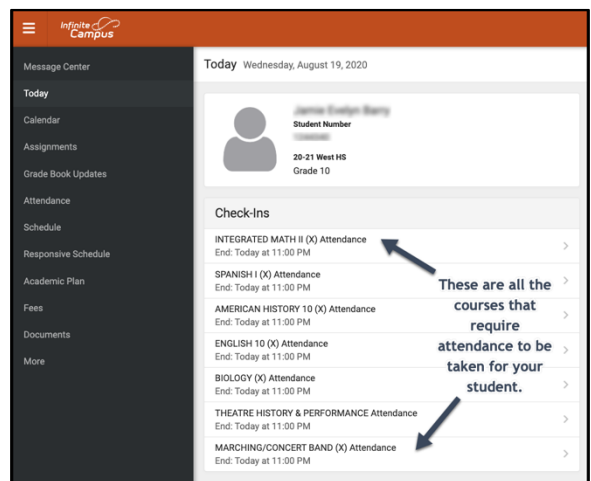 Infinite
Campus
Message Center
Today
Calendar
Assignments
Grade Book Updates
Attendance
Schedule
Responsive Schedule
Academic Plan
Fees
Documents
More
Today Wednesday, August 19, 2020
Student Number
20-21 West HS
Grade 10
Check-Ins
INTEGRATED MATH II (X) Attendance
End: Today at 11:00 PM
SPANISH I (X) Attendance
End: Today at 11:00 PM
AMERICAN HISTORY 10 (X) Attendance
End: Today at 11:00 PM
ENGLISH 10 (X) Attendance
End: Today at 11:00 PM
BIOLOGY (X) Attendance
End: Today at 11:00 PM
THEATRE HISTORY & PERFORMANCE Attendance
End: Today at 11:00 PM
MARCHING/CONCERT BAND (X) Attendance
End: Today at 11:00 PM
These are all the
courses that
require
attendance to be
taken for your
student.